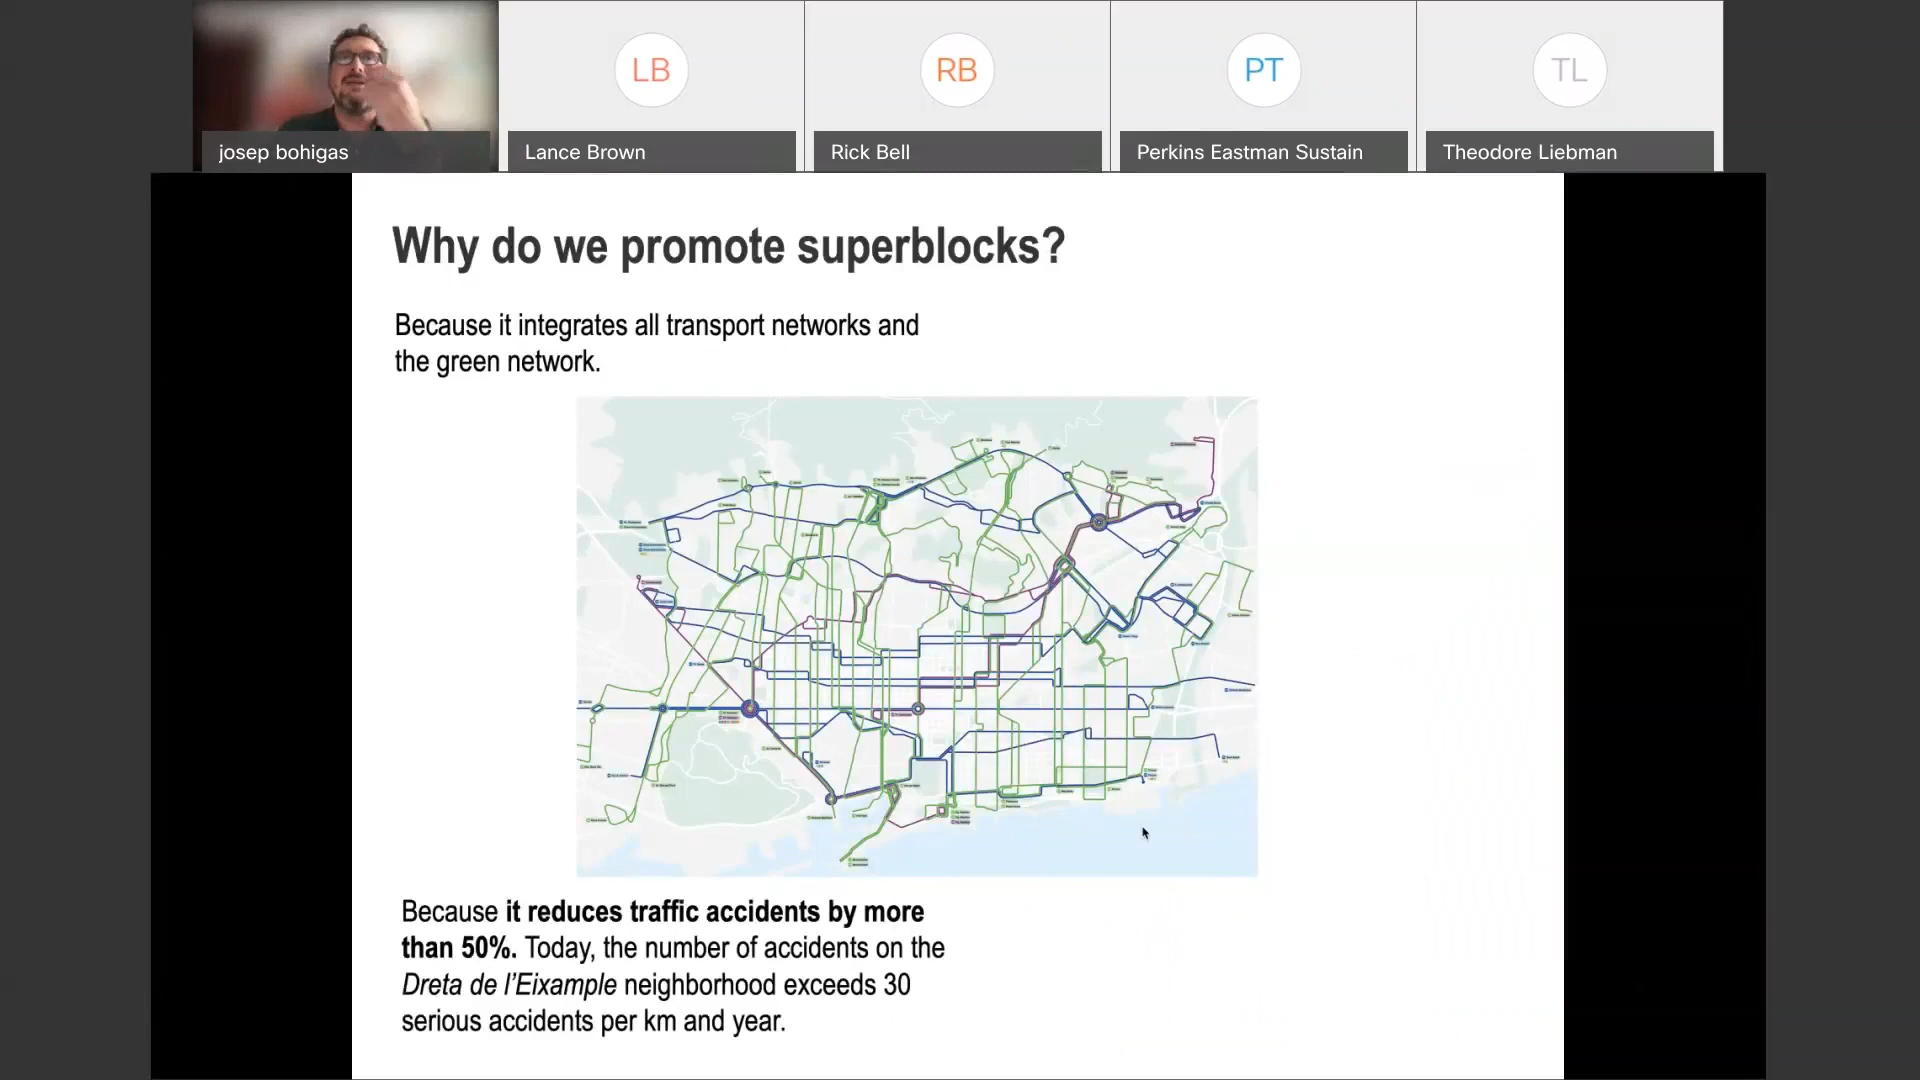 LB
RB
PT
TL
josep bohigas
Lance Brown
Rick Bell
Perkins Eastman Sustain
Theodore Liebman
Why do we promote superblocks?
Because it integrates all transport networks and
the green network.
Because it reduces traffic accidents by more
than 50%. Today, the number of accidents on the
Dreta de l’Eixample neighborhood exceeds 30
serious accidents per km and year.